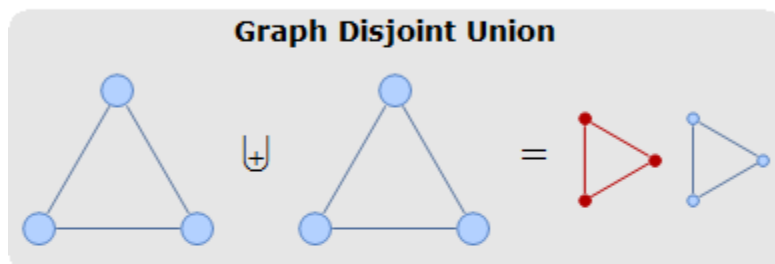 Graph Disjoint Union
⊎ =